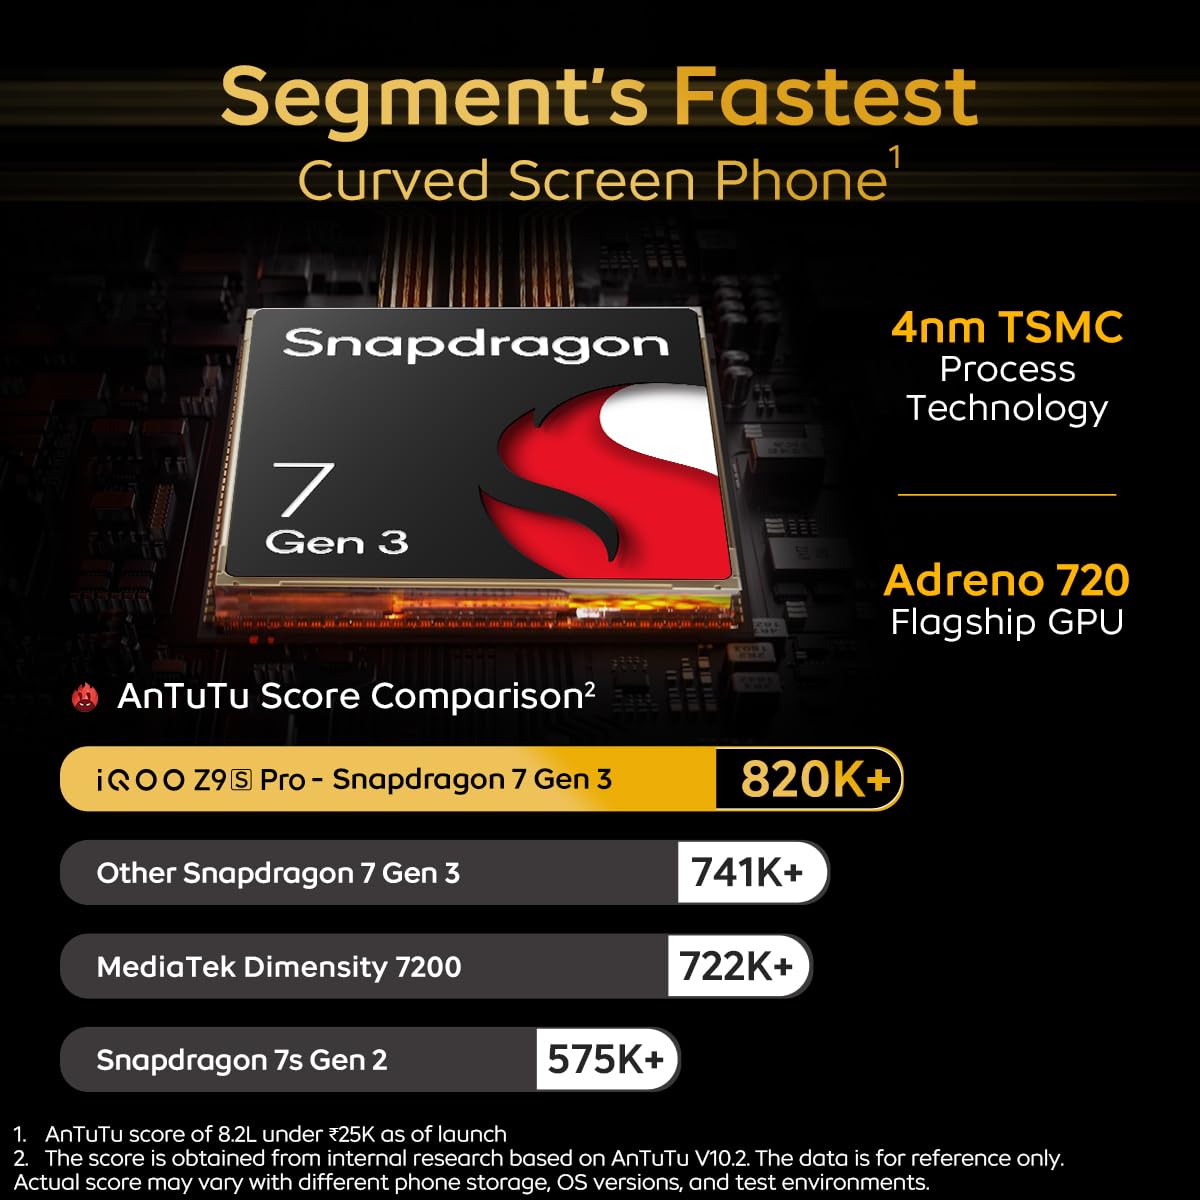 Segment's Fastest
Curved Screen Phone¹
Snapdragon
7
Gen 3
4nm TSMC
Process
Technology
Adreno 720
Flagship GPU
AnTuTu Score Comparison²
iQOO Z9S Pro - Snapdragon 7 Gen 3 820K+
Other Snapdragon 7 Gen 3 741K+
MediaTek Dimensity 7200 722K+
Snapdragon 7s Gen 2 575K+
1. AnTuTu score of 8.2L under ₹25K as of launch
2. The score is obtained from internal research based on AnTuTu V10.2. The data is for reference only.
Actual score may vary with different phone storage, OS versions, and test environments.